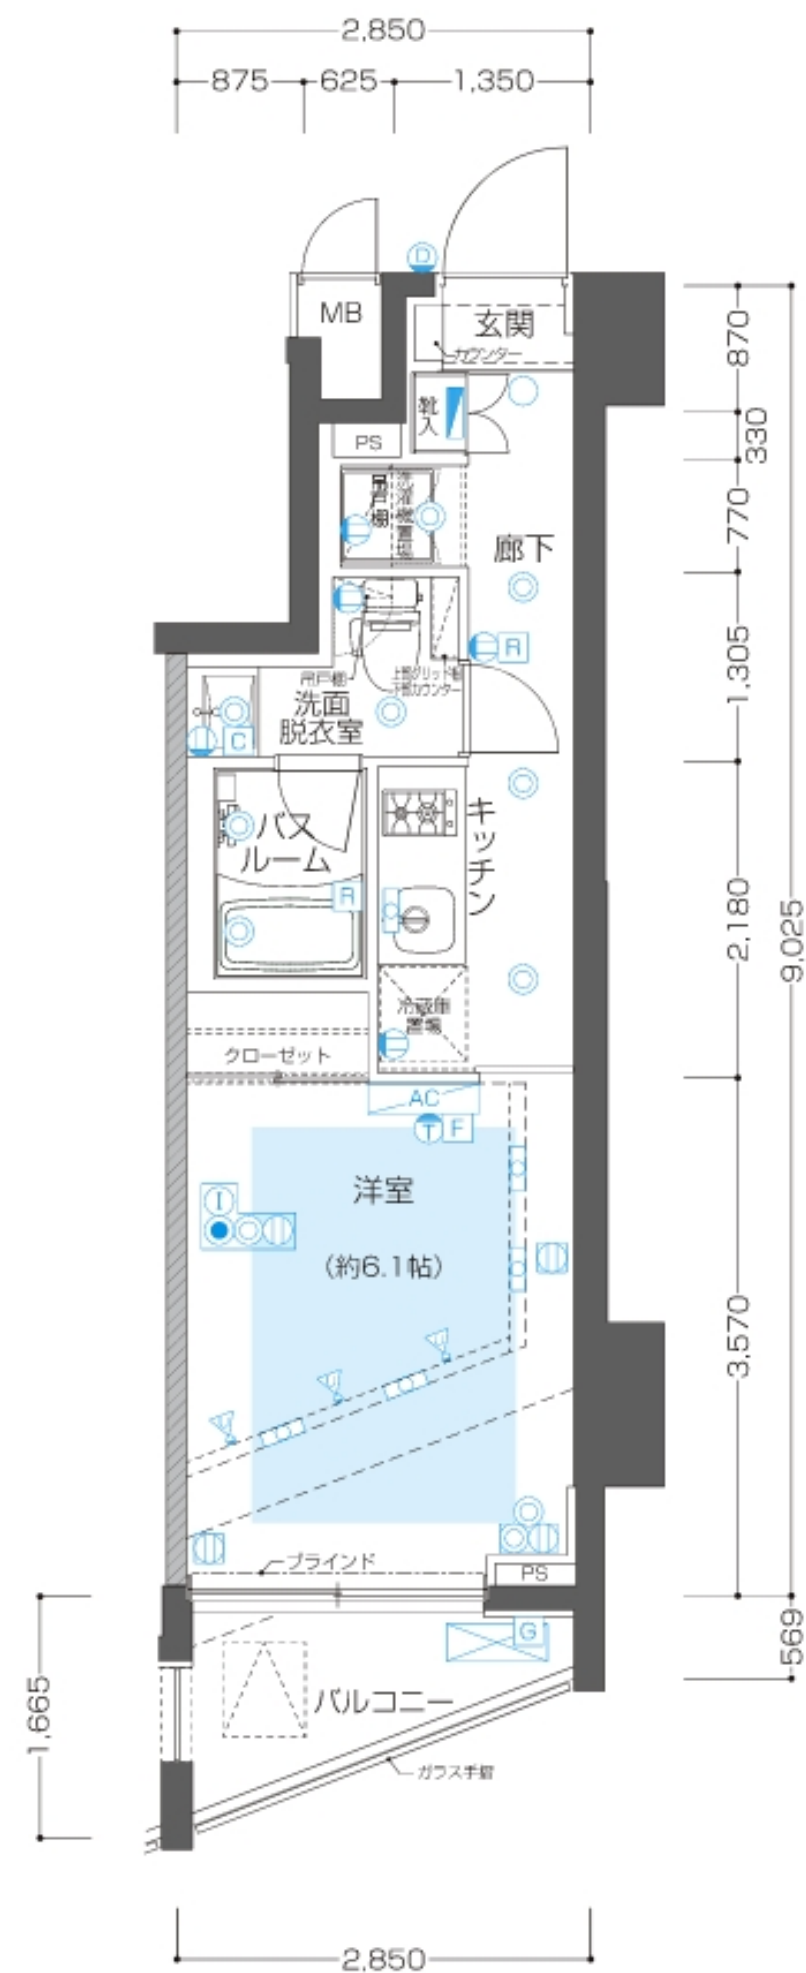 2,850
875
625
1,350
D
MB
玄関
カウンター
870
靴
入
330
PS
吊戸棚
洗濯機置場
770
廊下
R
1,305
吊戸棚
上部グリッド棚
下部カウンター
洗面
脱衣室
C
キッチン
バス
ルーム
R
2,180
9,025
冷蔵庫
置場
クローゼット
AC
T
F
洋室
I
(約6.1帖)
3,570
ブラインド
PS
G
569
1,665
バルコニー
ガラス手摺
2,850